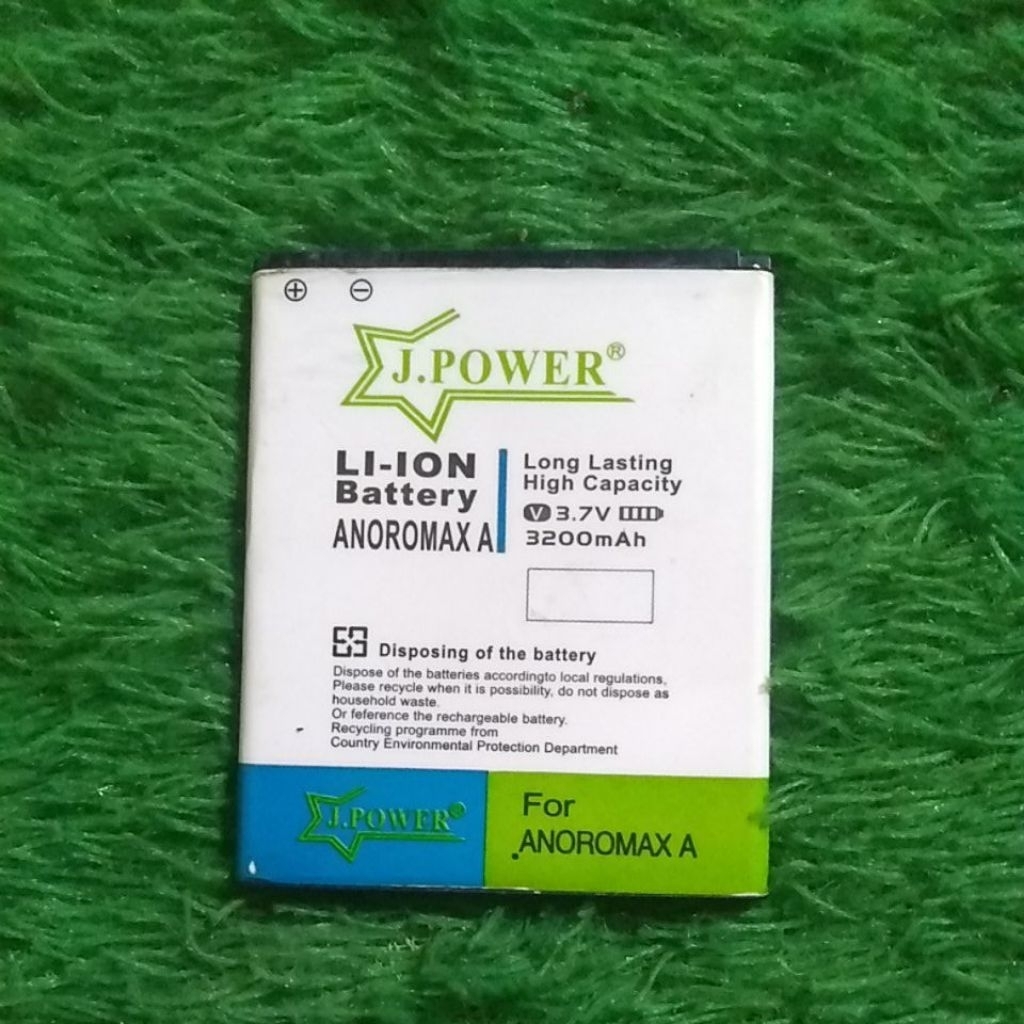 J.POWER®
LI-ION
Battery
ANOROMAX A
Long Lasting
High Capacity
V 3.7V
3200mAh
Disposing of the battery
Dispose of the batteries accordingto local regulations.
Please recycle when it is possibility, do not dispose as
household waste.
Or feference the rechargeable battery.
Recycling programme from
Country Environmental Protection Department
J.POWER®
For
ANOROMAX A